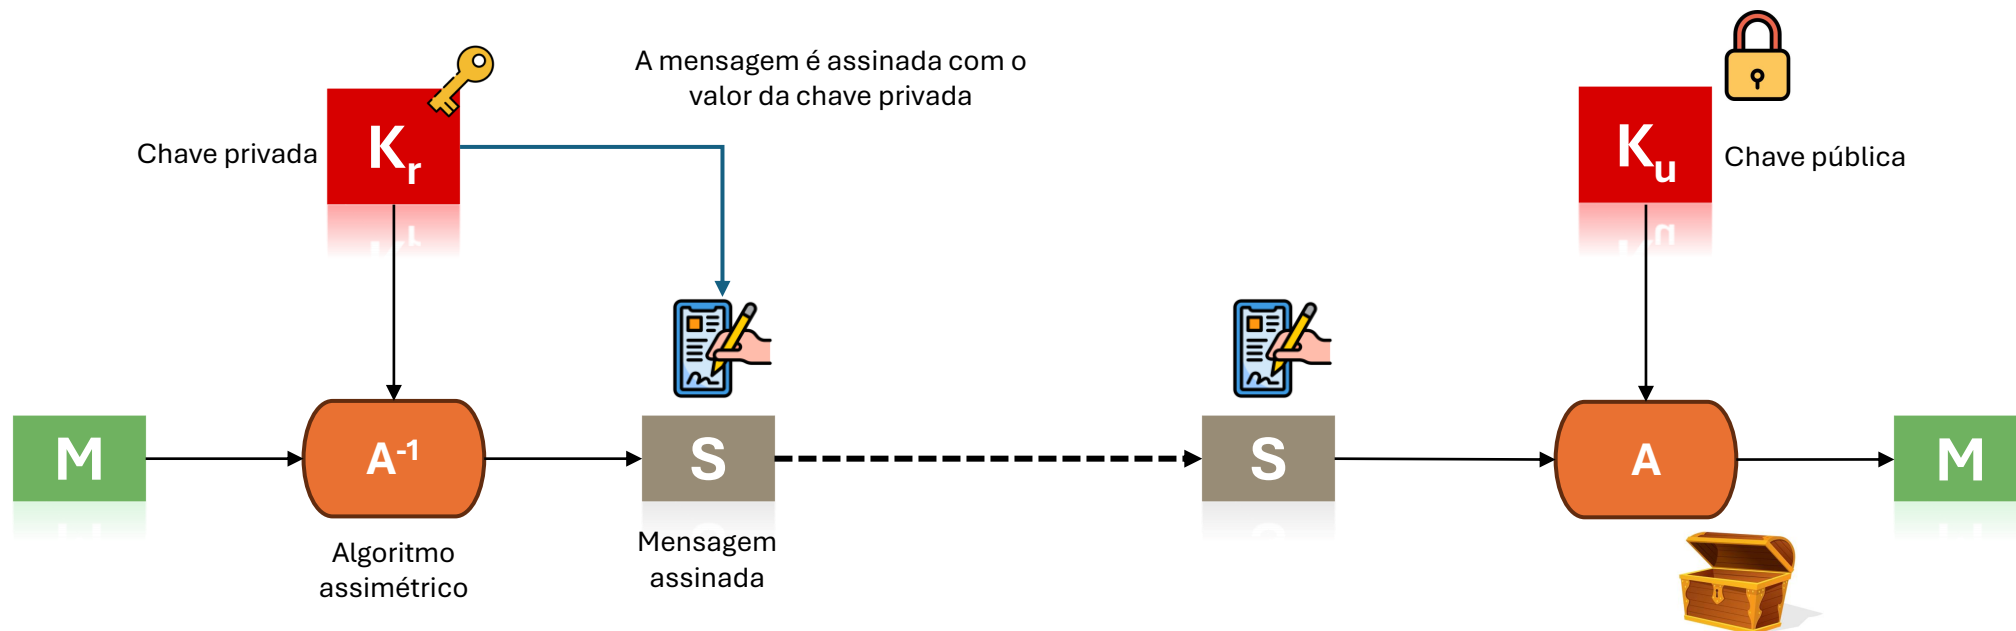 A mensagem é assinada com o
valor da chave privada
Chave privada
Kr
Ku
Chave pública
M
A-1
S
S
A
M
Algoritmo
assimétrico
Mensagem
assinada